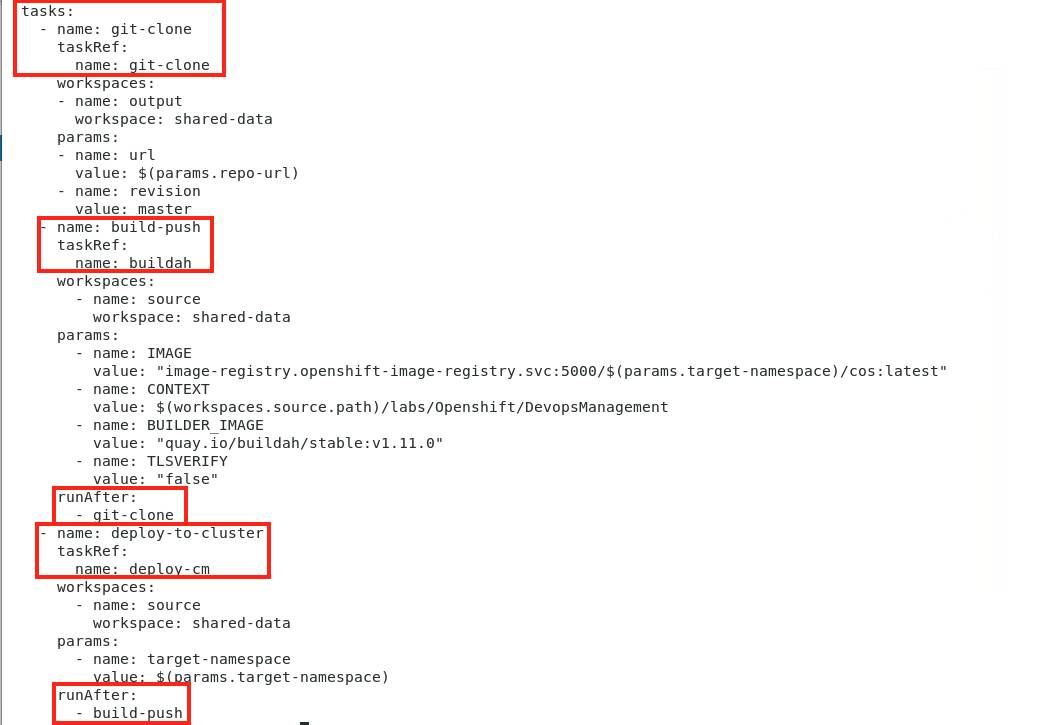 tasks:
  - name: git-clone
    taskRef:
      name: git-clone
    workspaces:
    - name: output
      workspace: shared-data
    params:
    - name: url
      value: $(params.repo-url)
    - name: revision
      value: master
  - name: build-push
    taskRef:
      name: buildah
    workspaces:
      - name: source
        workspace: shared-data
    params:
      - name: IMAGE
        value: "image-registry.openshift-image-registry.svc:5000/$(params.target-namespace)/cos:latest"
      - name: CONTEXT
        value: $(workspaces.source.path)/labs/Openshift/DevopsManagement
      - name: BUILDER_IMAGE
        value: "quay.io/buildah/stable:v1.11.0"
      - name: TLSVERIFY
        value: "false"
    runAfter:
      - git-clone
  - name: deploy-to-cluster
    taskRef:
      name: deploy-cm
    workspaces:
      - name: source
        workspace: shared-data
    params:
      - name: target-namespace
        value: $(params.target-namespace)
    runAfter:
      - build-push